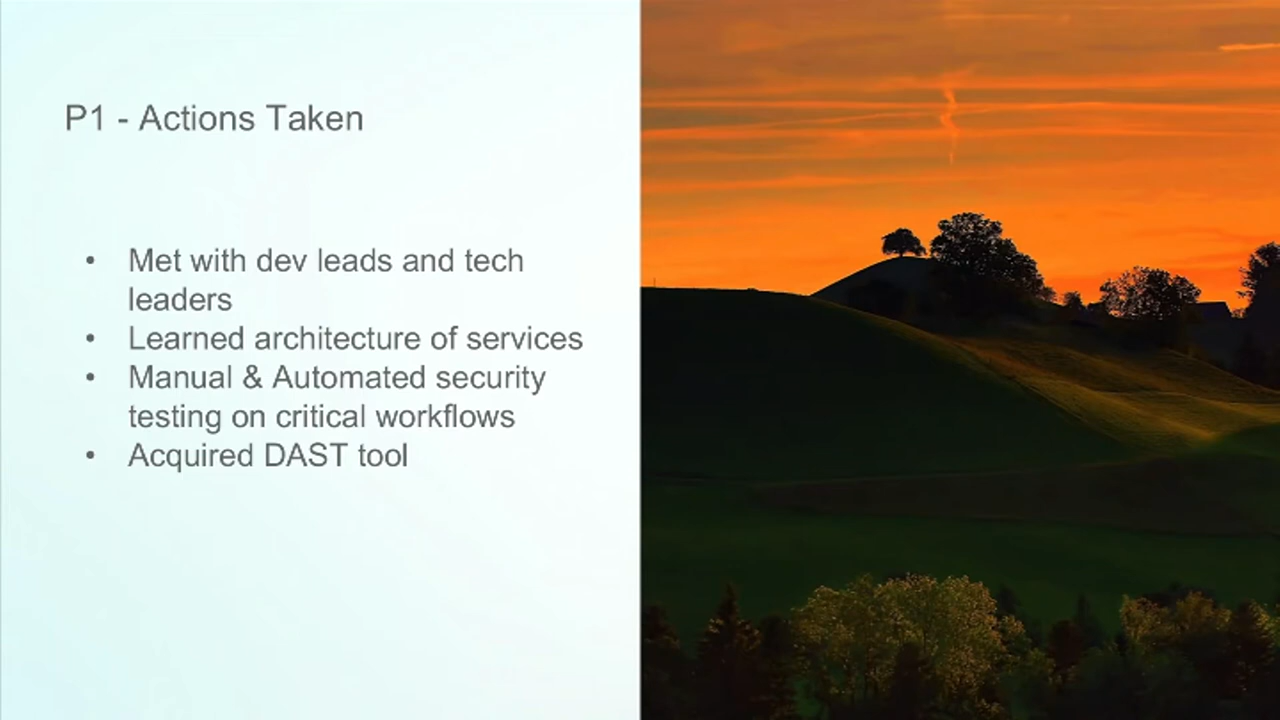 P1 - Actions Taken
• Met with dev leads and tech
leaders
• Learned architecture of services
• Manual & Automated security
testing on critical workflows
• Acquired DAST tool